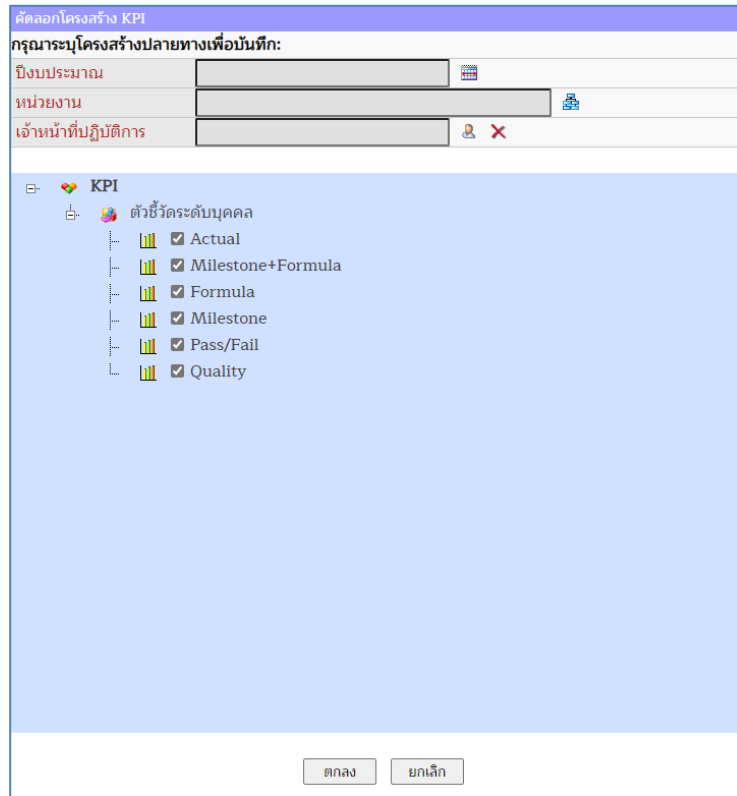 คัดลอกโครงสร้าง KPI
กรุณาระบุโครงสร้างปลายทางเพื่อบันทึก:
ปีงบประมาณ
หน่วยงาน
เจ้าหน้าที่ปฏิบัติการ
KPI
ตัวชี้วัดระดับบุคคล
Actual
Milestone+Formula
Formula
Milestone
Pass/Fail
Quality
ตกลง ยกเลิก